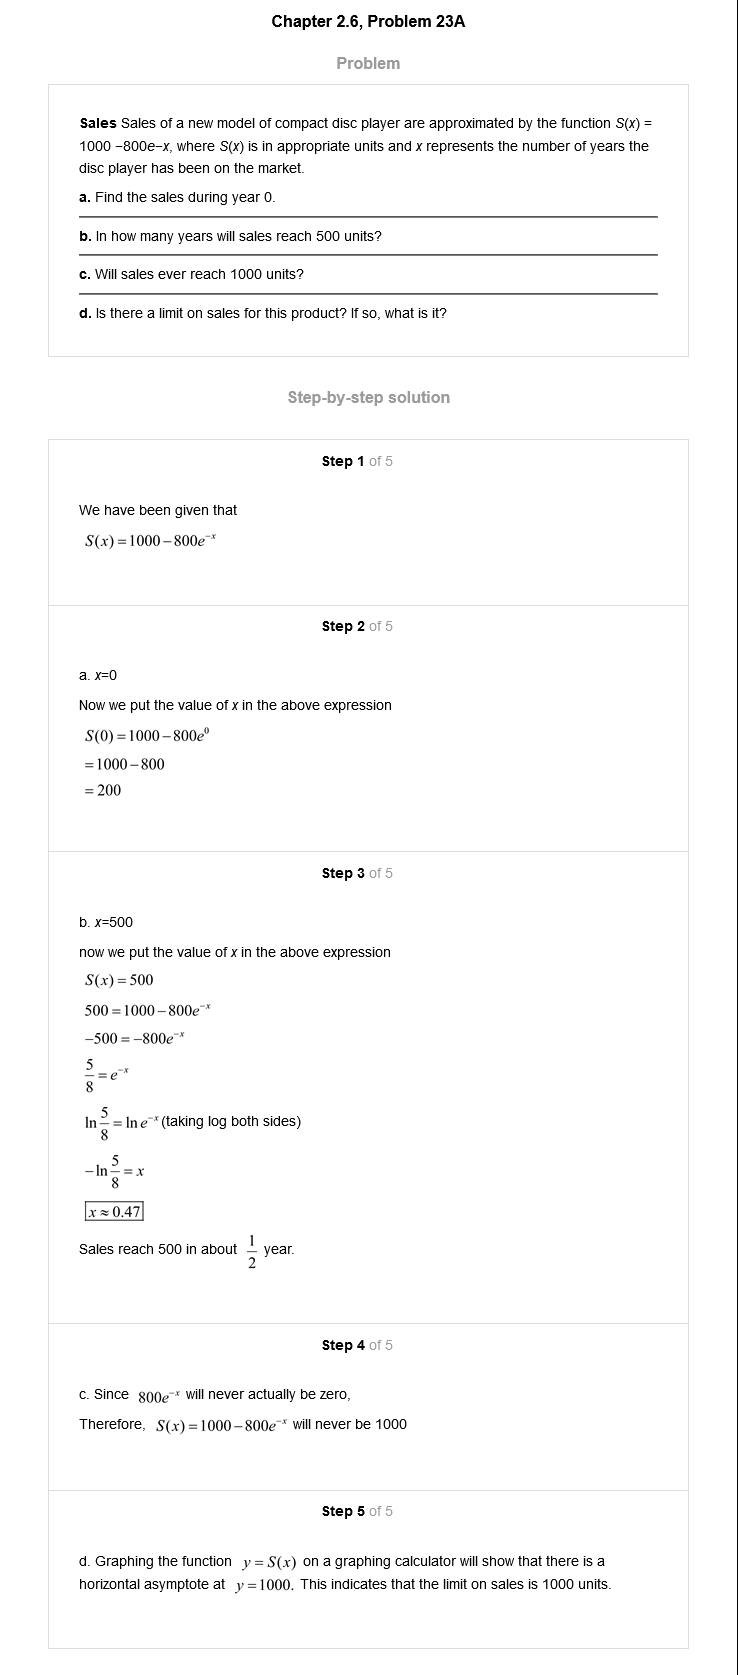 Chapter 2.6, Problem 23A
Problem
Sales Sales of a new model of compact disc player are approximated by the function S(x) =
1000 −800e−x, where S(x) is in appropriate units and x represents the number of years the
disc player has been on the market.
a. Find the sales during year 0.
b. In how many years will sales reach 500 units?
c. Will sales ever reach 1000 units?
d. Is there a limit on sales for this product? If so, what is it?
Step-by-step solution
Step 1 of 5
We have been given that
S(x) = 1000 − 800e⁻ˣ
Step 2 of 5
a. x=0
Now we put the value of x in the above expression
S(0) = 1000 − 800e⁰
= 1000 − 800
= 200
Step 3 of 5
b. x=500
now we put the value of x in the above expression
S(x) = 500
500 = 1000 − 800e⁻ˣ
−500 = −800e⁻ˣ
5/8 = e⁻ˣ
ln 5/8 = ln e⁻ˣ (taking log both sides)
−ln 5/8 = x
x ≈ 0.47
Sales reach 500 in about 1/2 year.
Step 4 of 5
c. Since 800e⁻ˣ will never actually be zero,
Therefore, S(x) = 1000 − 800e⁻ˣ will never be 1000
Step 5 of 5
d. Graphing the function y = S(x) on a graphing calculator will show that there is a
horizontal asymptote at y = 1000. This indicates that the limit on sales is 1000 units.